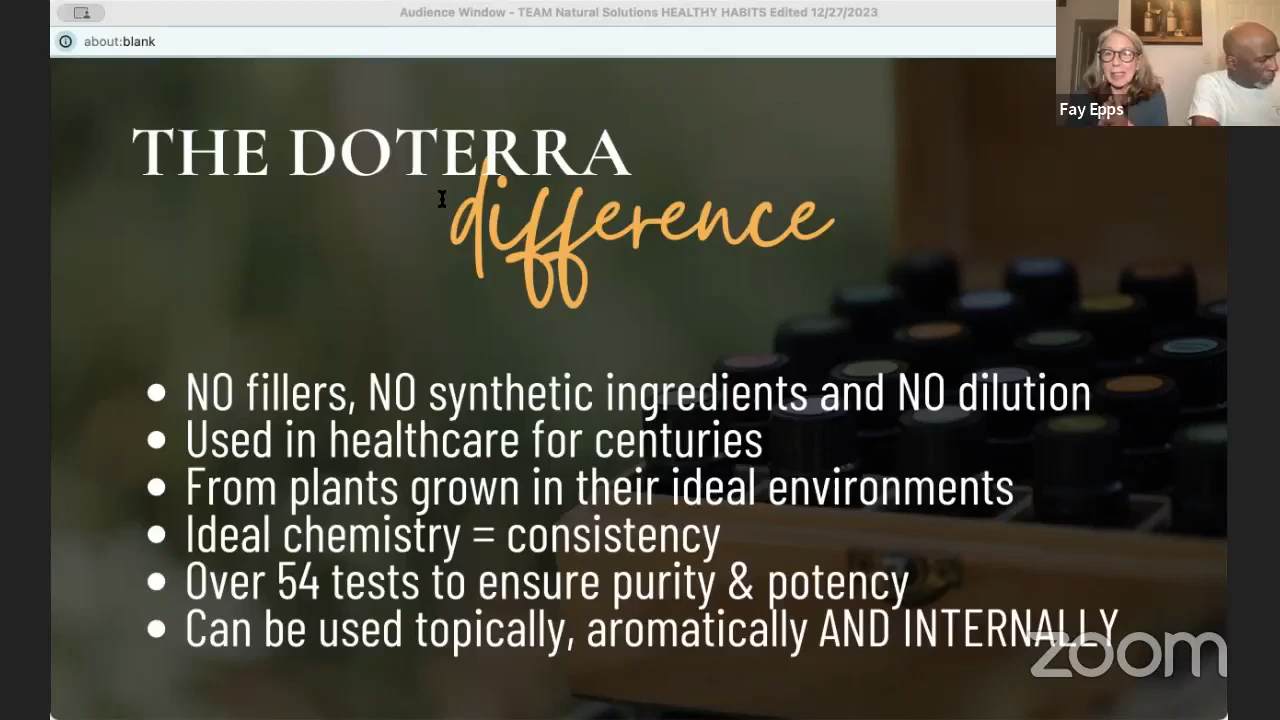 Audience Window - TEAM Natural Solutions HEALTHY HABITS Edited 12/27/2023
about:blank
Fay Epps
THE DOTERRA
difference
• NO fillers, NO synthetic ingredients and NO dilution
• Used in healthcare for centuries
• From plants grown in their ideal environments
• Ideal chemistry = consistency
• Over 54 tests to ensure purity & potency
• Can be used topically, aromatically AND INTERNALLY
zoom